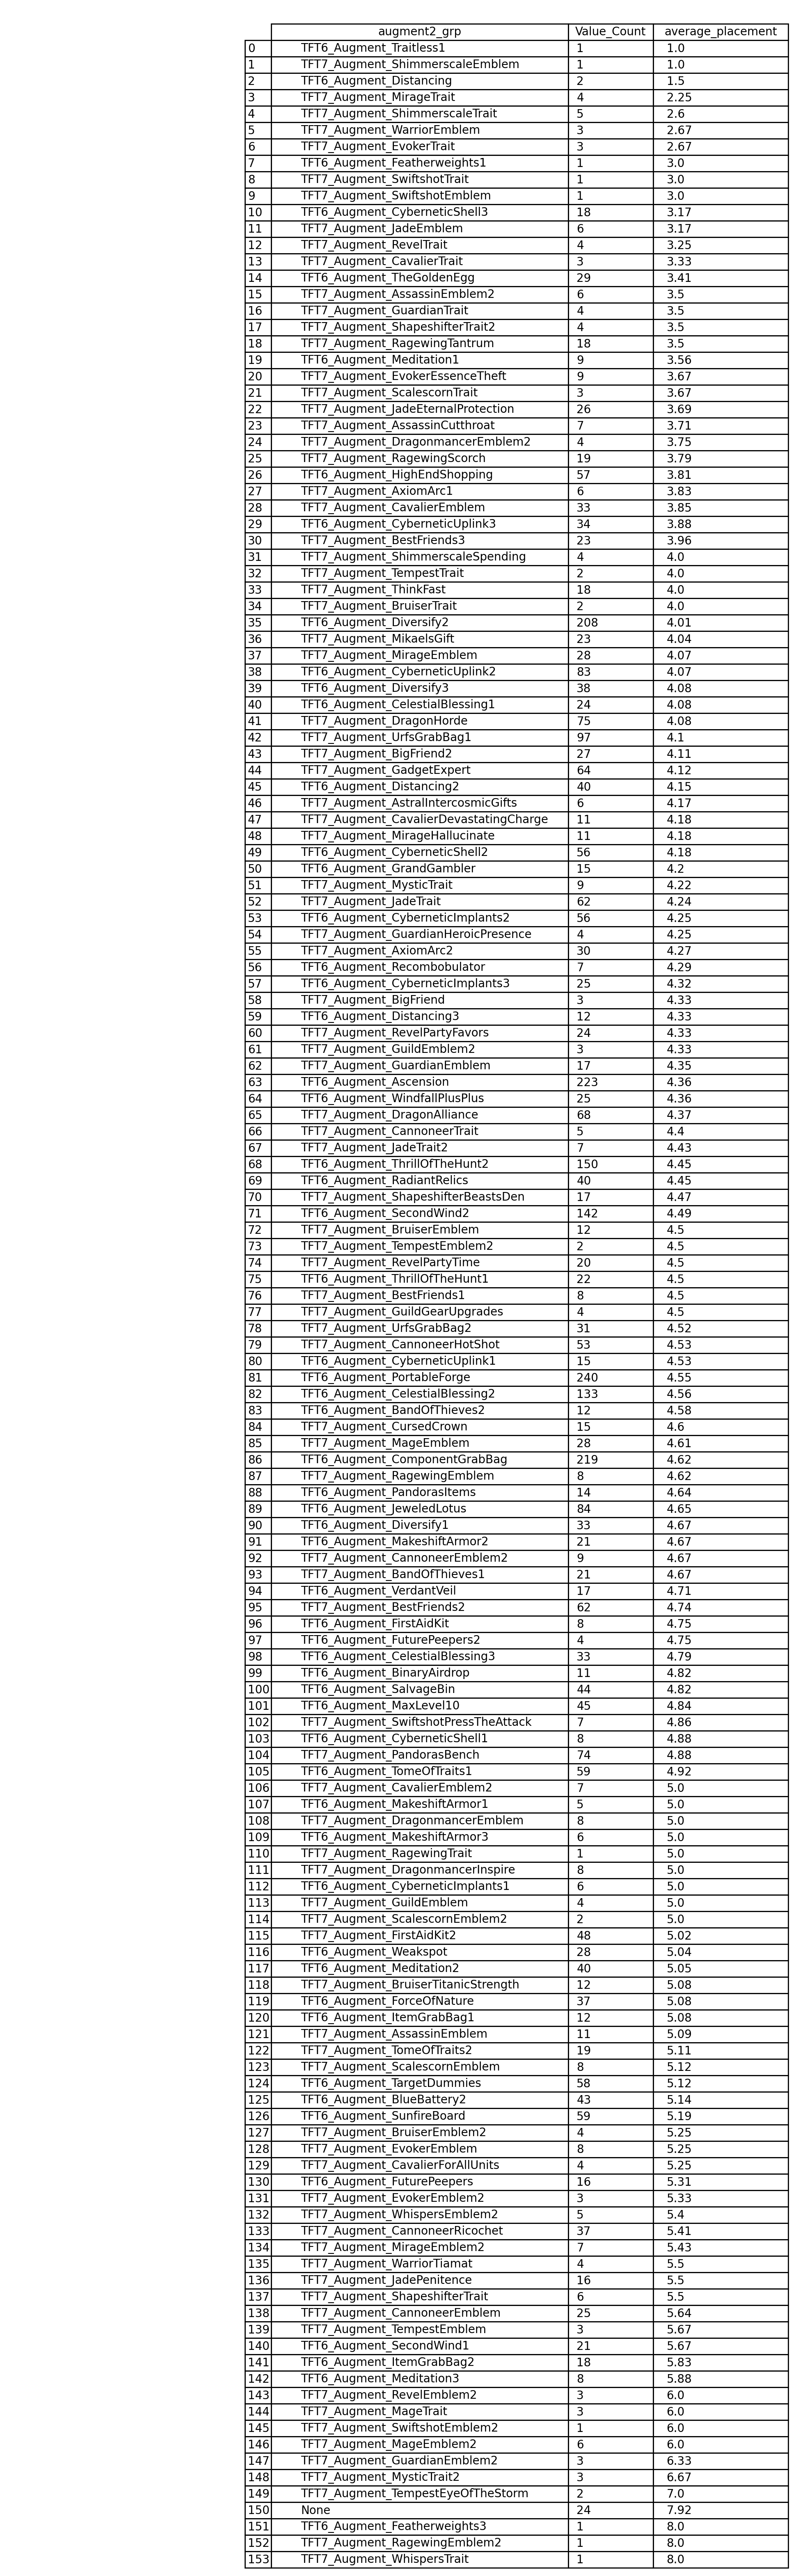 augment2_grp Value_Count average_placement
0 TFT6_Augment_Traitless1 1 1.0
1 TFT7_Augment_ShimmerscaleEmblem 1 1.0
2 TFT6_Augment_Distancing 2 1.5
3 TFT7_Augment_MirageTrait 4 2.25
4 TFT7_Augment_ShimmerscaleTrait 5 2.6
5 TFT7_Augment_WarriorEmblem 3 2.67
6 TFT7_Augment_EvokerTrait 3 2.67
7 TFT6_Augment_Featherweights1 1 3.0
8 TFT7_Augment_SwiftshotTrait 1 3.0
9 TFT7_Augment_SwiftshotEmblem 1 3.0
10 TFT6_Augment_CyberneticShell3 18 3.17
11 TFT7_Augment_JadeEmblem 6 3.17
12 TFT7_Augment_RevelTrait 4 3.25
13 TFT7_Augment_CavalierTrait 3 3.33
14 TFT6_Augment_TheGoldenEgg 29 3.41
15 TFT7_Augment_AssassinEmblem2 6 3.5
16 TFT7_Augment_GuardianTrait 4 3.5
17 TFT7_Augment_ShapeshifterTrait2 4 3.5
18 TFT7_Augment_RagewingTantrum 18 3.5
19 TFT6_Augment_Meditation1 9 3.56
20 TFT7_Augment_EvokerEssenceTheft 9 3.67
21 TFT7_Augment_ScalescornTrait 3 3.67
22 TFT7_Augment_JadeEternalProtection 26 3.69
23 TFT7_Augment_AssassinCutthroat 7 3.71
24 TFT7_Augment_DragonmancerEmblem2 4 3.75
25 TFT7_Augment_RagewingScorch 19 3.79
26 TFT6_Augment_HighEndShopping 57 3.81
27 TFT7_Augment_AxiomArc1 6 3.83
28 TFT7_Augment_CavalierEmblem 33 3.85
29 TFT6_Augment_CyberneticUplink3 34 3.88
30 TFT7_Augment_BestFriends3 23 3.96
31 TFT7_Augment_ShimmerscaleSpending 4 4.0
32 TFT7_Augment_TempestTrait 2 4.0
33 TFT7_Augment_ThinkFast 18 4.0
34 TFT7_Augment_BruiserTrait 2 4.0
35 TFT6_Augment_Diversify2 208 4.01
36 TFT7_Augment_MikaelsGift 23 4.04
37 TFT7_Augment_MirageEmblem 28 4.07
38 TFT6_Augment_CyberneticUplink2 83 4.07
39 TFT6_Augment_Diversify3 38 4.08
40 TFT6_Augment_CelestialBlessing1 24 4.08
41 TFT7_Augment_DragonHorde 75 4.08
42 TFT7_Augment_UrfsGrabBag1 97 4.1
43 TFT7_Augment_BigFriend2 27 4.11
44 TFT7_Augment_GadgetExpert 64 4.12
45 TFT6_Augment_Distancing2 40 4.15
46 TFT7_Augment_AstralIntercosmicGifts 6 4.17
47 TFT7_Augment_CavalierDevastatingCharge 11 4.18
48 TFT7_Augment_MirageHallucinate 11 4.18
49 TFT6_Augment_CyberneticShell2 56 4.18
50 TFT6_Augment_GrandGambler 15 4.2
51 TFT7_Augment_MysticTrait 9 4.22
52 TFT7_Augment_JadeTrait 62 4.24
53 TFT6_Augment_CyberneticImplants2 56 4.25
54 TFT7_Augment_GuardianHeroicPresence 4 4.25
55 TFT7_Augment_AxiomArc2 30 4.27
56 TFT6_Augment_Recombobulator 7 4.29
57 TFT6_Augment_CyberneticImplants3 25 4.32
58 TFT7_Augment_BigFriend 3 4.33
59 TFT6_Augment_Distancing3 12 4.33
60 TFT7_Augment_RevelPartyFavors 24 4.33
61 TFT7_Augment_GuildEmblem2 3 4.33
62 TFT7_Augment_GuardianEmblem 17 4.35
63 TFT6_Augment_Ascension 223 4.36
64 TFT6_Augment_WindfallPlusPlus 25 4.36
65 TFT7_Augment_DragonAlliance 68 4.37
66 TFT7_Augment_CannoneerTrait 5 4.4
67 TFT7_Augment_JadeTrait2 7 4.43
68 TFT6_Augment_ThrillOfTheHunt2 150 4.45
69 TFT6_Augment_RadiantRelics 40 4.45
70 TFT7_Augment_ShapeshifterBeastsDen 17 4.47
71 TFT6_Augment_SecondWind2 142 4.49
72 TFT7_Augment_BruiserEmblem 12 4.5
73 TFT7_Augment_TempestEmblem2 2 4.5
74 TFT7_Augment_RevelPartyTime 20 4.5
75 TFT6_Augment_ThrillOfTheHunt1 22 4.5
76 TFT7_Augment_BestFriends1 8 4.5
77 TFT7_Augment_GuildGearUpgrades 4 4.5
78 TFT7_Augment_UrfsGrabBag2 31 4.52
79 TFT7_Augment_CannoneerHotShot 53 4.53
80 TFT6_Augment_CyberneticUplink1 15 4.53
81 TFT6_Augment_PortableForge 240 4.55
82 TFT6_Augment_CelestialBlessing2 133 4.56
83 TFT6_Augment_BandOfThieves2 12 4.58
84 TFT7_Augment_CursedCrown 15 4.6
85 TFT7_Augment_MageEmblem 28 4.61
86 TFT6_Augment_ComponentGrabBag 219 4.62
87 TFT7_Augment_RagewingEmblem 8 4.62
88 TFT6_Augment_PandorasItems 14 4.64
89 TFT6_Augment_JeweledLotus 84 4.65
90 TFT6_Augment_Diversify1 33 4.67
91 TFT6_Augment_MakeshiftArmor2 21 4.67
92 TFT7_Augment_CannoneerEmblem2 9 4.67
93 TFT7_Augment_BandOfThieves1 21 4.67
94 TFT6_Augment_VerdantVeil 17 4.71
95 TFT7_Augment_BestFriends2 62 4.74
96 TFT6_Augment_FirstAidKit 8 4.75
97 TFT6_Augment_FuturePeepers2 4 4.75
98 TFT6_Augment_CelestialBlessing3 33 4.79
99 TFT6_Augment_BinaryAirdrop 11 4.82
100 TFT6_Augment_SalvageBin 44 4.82
101 TFT6_Augment_MaxLevel10 45 4.84
102 TFT7_Augment_SwiftshotPressTheAttack 7 4.86
103 TFT6_Augment_CyberneticShell1 8 4.88
104 TFT7_Augment_PandorasBench 74 4.88
105 TFT6_Augment_TomeOfTraits1 59 4.92
106 TFT7_Augment_CavalierEmblem2 7 5.0
107 TFT6_Augment_MakeshiftArmor1 5 5.0
108 TFT7_Augment_DragonmancerEmblem 8 5.0
109 TFT6_Augment_MakeshiftArmor3 6 5.0
110 TFT7_Augment_RagewingTrait 1 5.0
111 TFT7_Augment_DragonmancerInspire 8 5.0
112 TFT6_Augment_CyberneticImplants1 6 5.0
113 TFT7_Augment_GuildEmblem 4 5.0
114 TFT7_Augment_ScalescornEmblem2 2 5.0
115 TFT7_Augment_FirstAidKit2 48 5.02
116 TFT6_Augment_Weakspot 28 5.04
117 TFT6_Augment_Meditation2 40 5.05
118 TFT7_Augment_BruiserTitanicStrength 12 5.08
119 TFT6_Augment_ForceOfNature 37 5.08
120 TFT6_Augment_ItemGrabBag1 12 5.08
121 TFT7_Augment_AssassinEmblem 11 5.09
122 TFT7_Augment_TomeOfTraits2 19 5.11
123 TFT7_Augment_ScalescornEmblem 8 5.12
124 TFT6_Augment_TargetDummies 58 5.12
125 TFT6_Augment_BlueBattery2 43 5.14
126 TFT6_Augment_SunfireBoard 59 5.19
127 TFT7_Augment_BruiserEmblem2 4 5.25
128 TFT7_Augment_EvokerEmblem 8 5.25
129 TFT7_Augment_CavalierForAllUnits 4 5.25
130 TFT6_Augment_FuturePeepers 16 5.31
131 TFT7_Augment_EvokerEmblem2 3 5.33
132 TFT7_Augment_WhispersEmblem2 5 5.4
133 TFT7_Augment_CannoneerRicochet 37 5.41
134 TFT7_Augment_MirageEmblem2 7 5.43
135 TFT7_Augment_WarriorTiamat 4 5.5
136 TFT7_Augment_JadePenitence 16 5.5
137 TFT7_Augment_ShapeshifterTrait 6 5.5
138 TFT7_Augment_CannoneerEmblem 25 5.64
139 TFT7_Augment_TempestEmblem 3 5.67
140 TFT6_Augment_SecondWind1 21 5.67
141 TFT6_Augment_ItemGrabBag2 18 5.83
142 TFT6_Augment_Meditation3 8 5.88
143 TFT7_Augment_RevelEmblem2 3 6.0
144 TFT7_Augment_MageTrait 3 6.0
145 TFT7_Augment_SwiftshotEmblem2 1 6.0
146 TFT7_Augment_MageEmblem2 6 6.0
147 TFT7_Augment_GuardianEmblem2 3 6.33
148 TFT7_Augment_MysticTrait2 3 6.67
149 TFT7_Augment_TempestEyeOfTheStorm 2 7.0
150 None 24 7.92
151 TFT6_Augment_Featherweights3 1 8.0
152 TFT7_Augment_RagewingEmblem2 1 8.0
153 TFT7_Augment_WhispersTrait 1 8.0